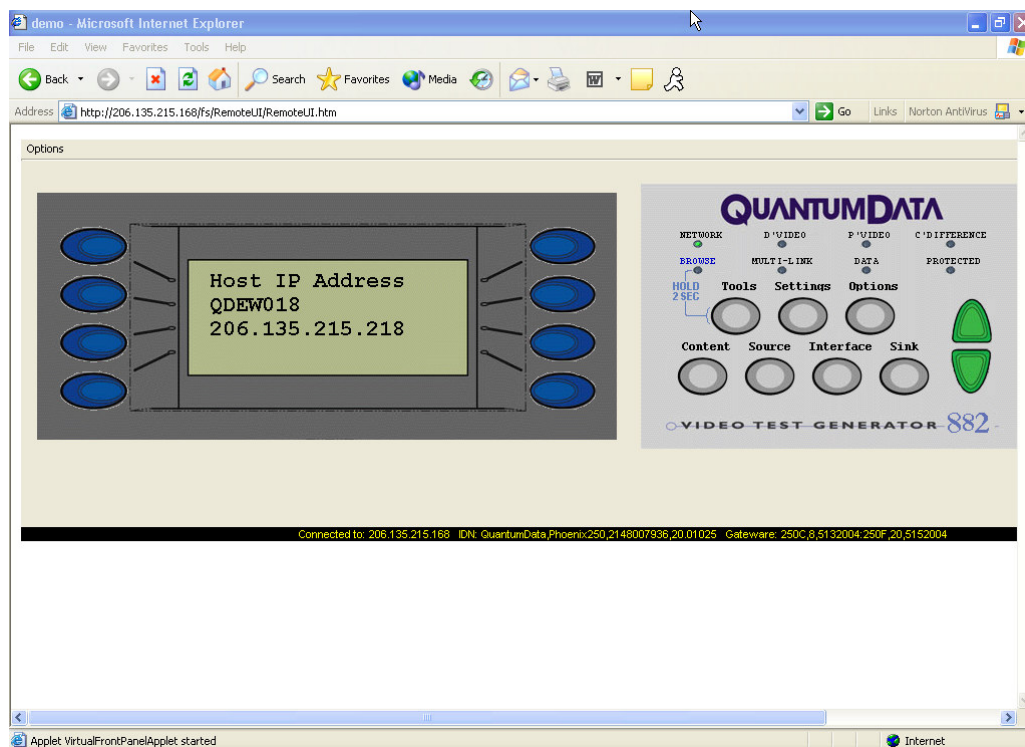 demo - Microsoft Internet Explorer
File Edit View Favorites Tools Help
Back Search Favorites Media
Address http://206.135.215.168/fs/RemoteUI/RemoteUI.htm Go Links Norton AntiVirus
Options
QUANTUMDATA
NETWORK D'VIDEO P'VIDEO C'DIFFERENCE
BROWSE MULTI-LINK DATA PROTECTED
HOLD
2 SEC
Tools Settings Options
Host IP Address
QDEW018
206.135.215.218
Content Source Interface Sink
VIDEO TEST GENERATOR 882
Connected to: 206.135.215.168 IDN: QuantumData,Phoenix250,2148007936,20.01025 Gateware: 250C,8,5132004:250F,20,5152004
Applet VirtualFrontPanelApplet started Internet